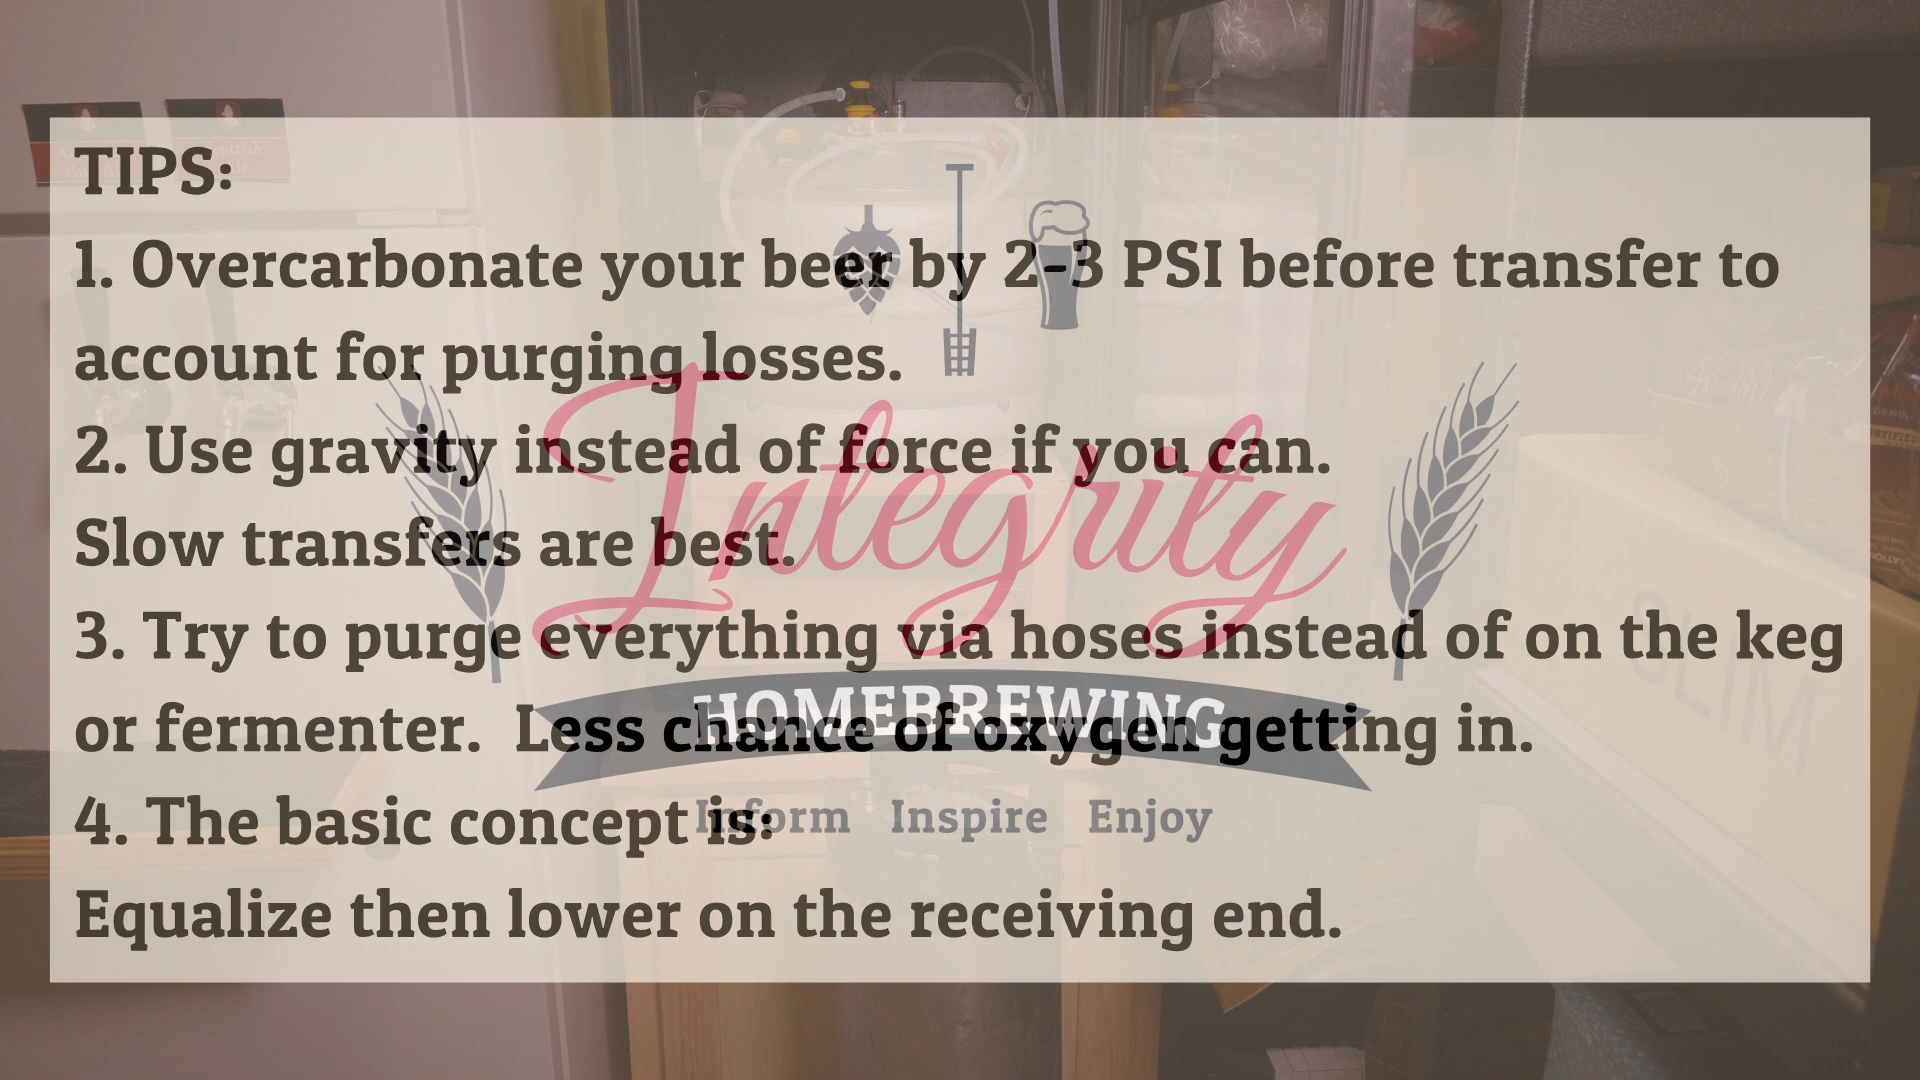 TIPS:
1. Overcarbonate your beer by 2-3 PSI before transfer to
account for purging losses.
2. Use gravity instead of force if you can.
Slow transfers are best.
3. Try to purge everything via hoses instead of on the keg
or fermenter.  Less chance of oxygen getting in.
4. The basic concept is:
Equalize then lower on the receiving end.
Integrity
HOMEBREWING
Inform Inspire Enjoy
SLIM